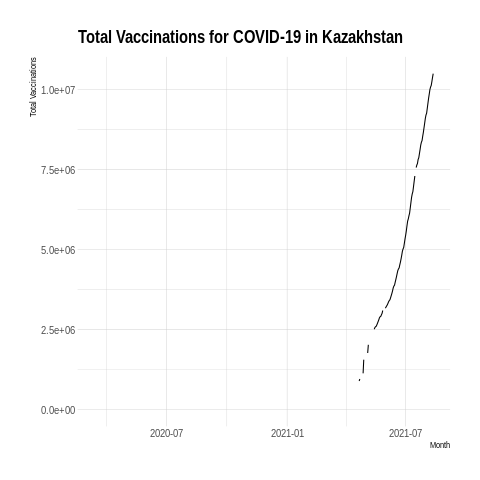 Total Vaccinations for COVID-19 in Kazakhstan
Total Vaccinations
1.0e+07
7.5e+06
5.0e+06
2.5e+06
0.0e+00
2020-07
2021-01
2021-07
Month